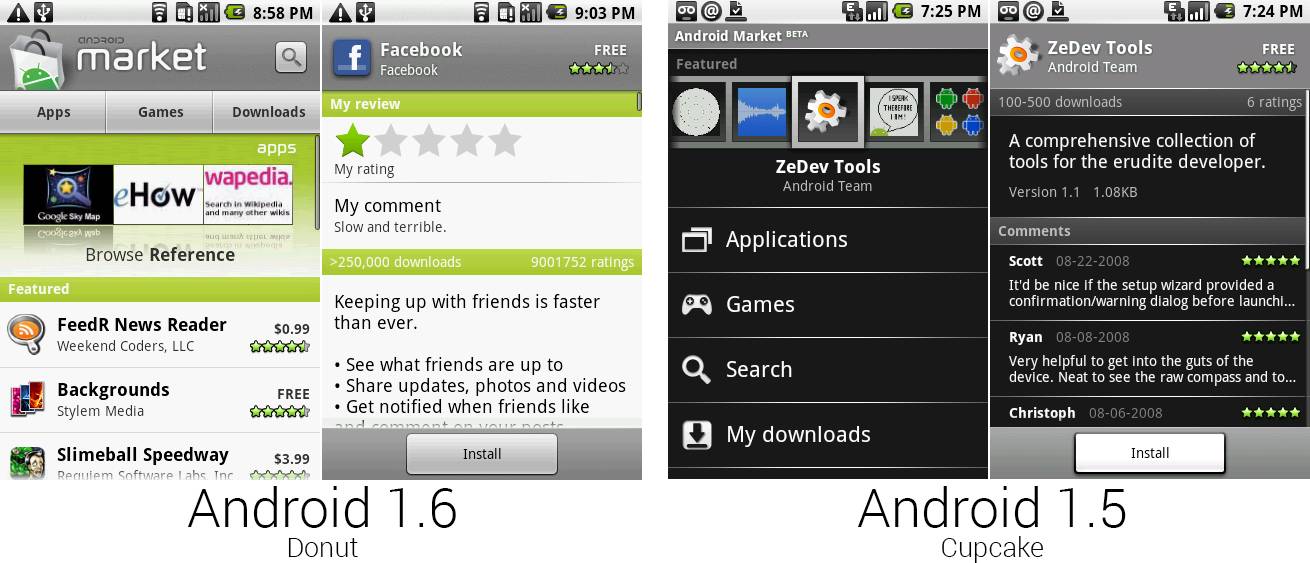 8:58 PM
android
market
Apps
Games
Downloads
apps
Google Sky Map
eHow
wapedia.
Search in Wikipedia
and many other wikis
Browse Reference
Featured
FeedR News Reader
$0.99
Weekend Coders, LLC
Backgrounds
FREE
Stylem Media
Slimeball Speedway
$3.99
Requiem Software Labs, Inc
9:03 PM
Facebook
FREE
Facebook
My review
My rating
My comment
Slow and terrible.
>250,000 downloads
9001752 ratings
Keeping up with friends is faster
than ever.
• See what friends are up to
• Share updates, photos and videos
• Get notified when friends like
and comment on your posts
Install
Android 1.6
Donut
7:25 PM
Android Market BETA
Featured
I SPEAK
THEREFORE
I AM!
ZeDev Tools
Android Team
Applications
Games
Search
My downloads
7:24 PM
ZeDev Tools
FREE
Android Team
100-500 downloads
6 ratings
A comprehensive collection of
tools for the erudite developer.
Version 1.1 1.08KB
Comments
Scott 08-22-2008
It'd be nice if the setup wizard provided a
confirmation/warning dialog before launchi...
Ryan 08-08-2008
Very helpful to get into the guts of the
device. Neat to see the raw compass and to...
Christoph 08-06-2008
Install
Android 1.5
Cupcake